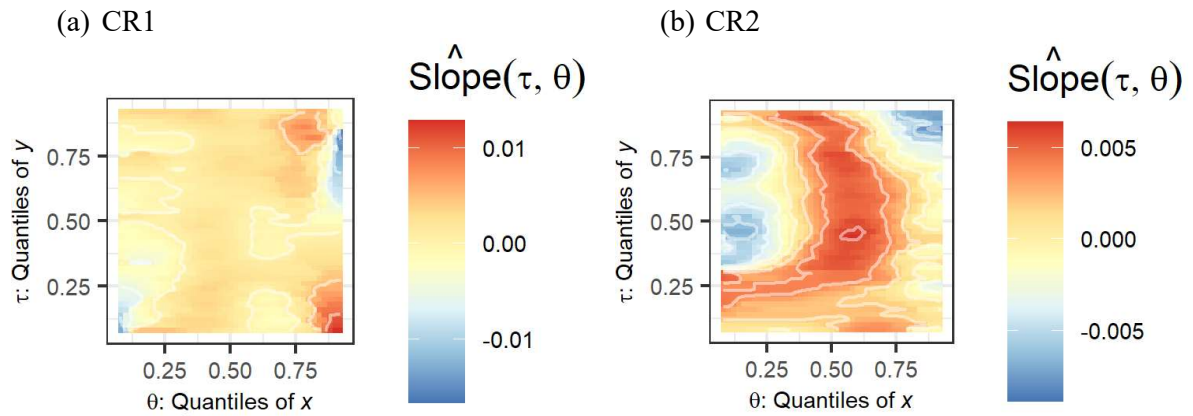 (a) CR1
Slôpe(τ, θ)
τ: Quantiles of y
0.75
0.50
0.25
0.25 0.50 0.75
θ: Quantiles of x
0.01
0.00
-0.01
(b) CR2
Slôpe(τ, θ)
τ: Quantiles of y
0.75
0.50
0.25
0.25 0.50 0.75
θ: Quantiles of x
0.005
0.000
-0.005